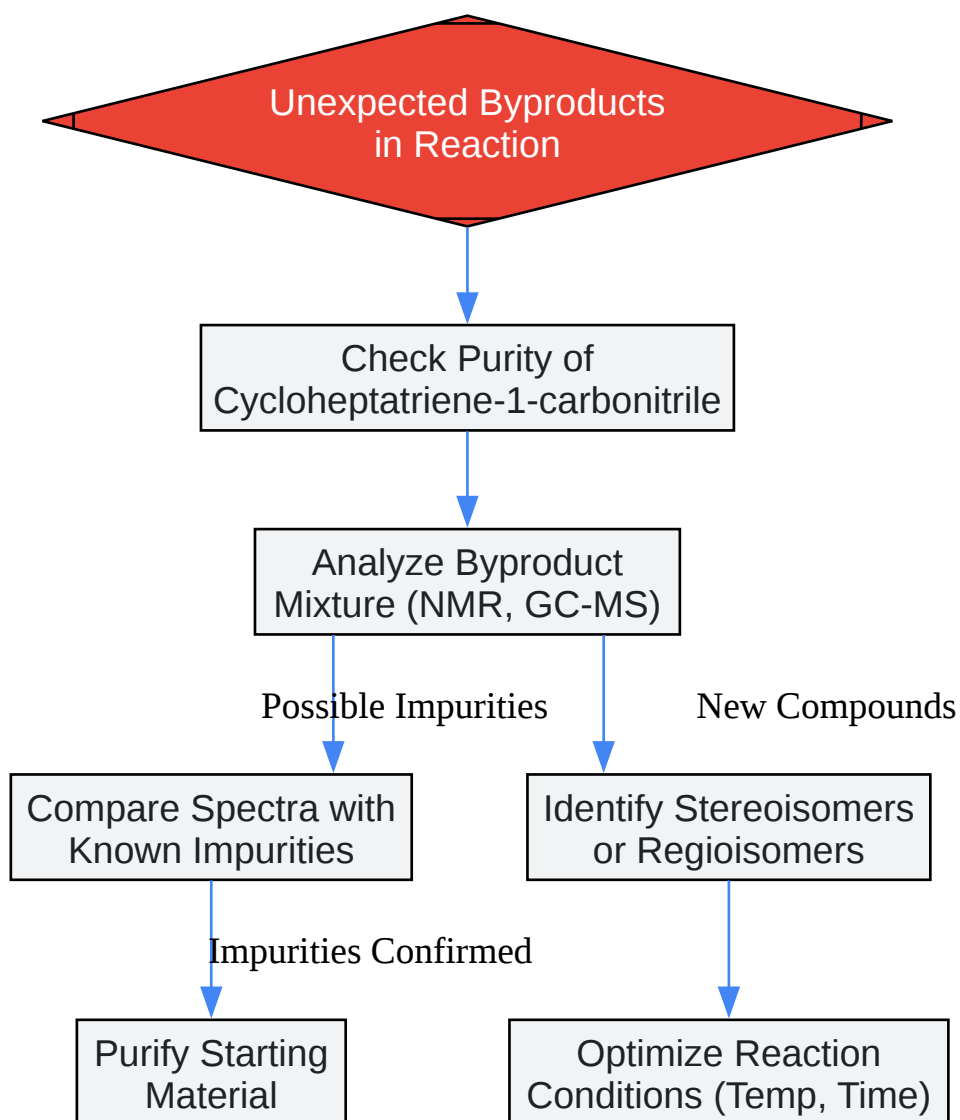 Unexpected Byproducts
in Reaction
Check Purity of
Cycloheptatriene-1-carbonitrile
Analyze Byproduct
Mixture (NMR, GC-MS)
Possible Impurities
New Compounds
Compare Spectra with
Known Impurities
Identify Stereoisomers
or Regioisomers
Impurities Confirmed
Purify Starting
Material
Optimize Reaction
Conditions (Temp, Time)